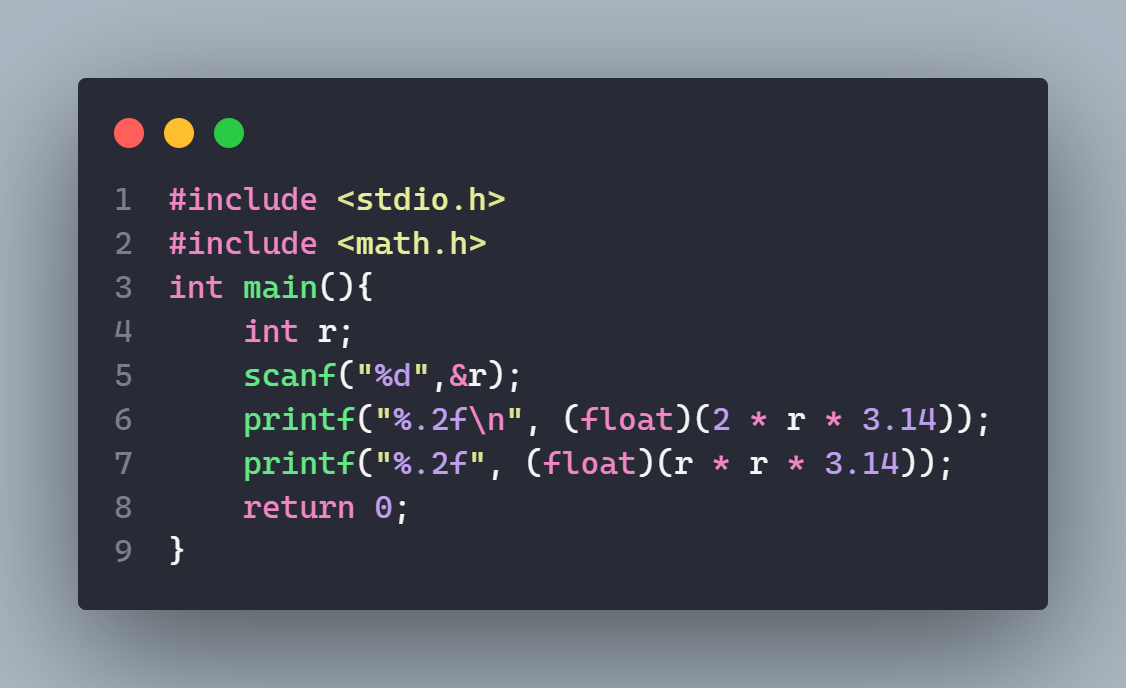 1 #include <stdio.h>
2 #include <math.h>
3 int main(){
4     int r;
5     scanf("%d",&r);
6     printf("%.2f\n", (float)(2 * r * 3.14));
7     printf("%.2f", (float)(r * r * 3.14));
8     return 0;
9 }